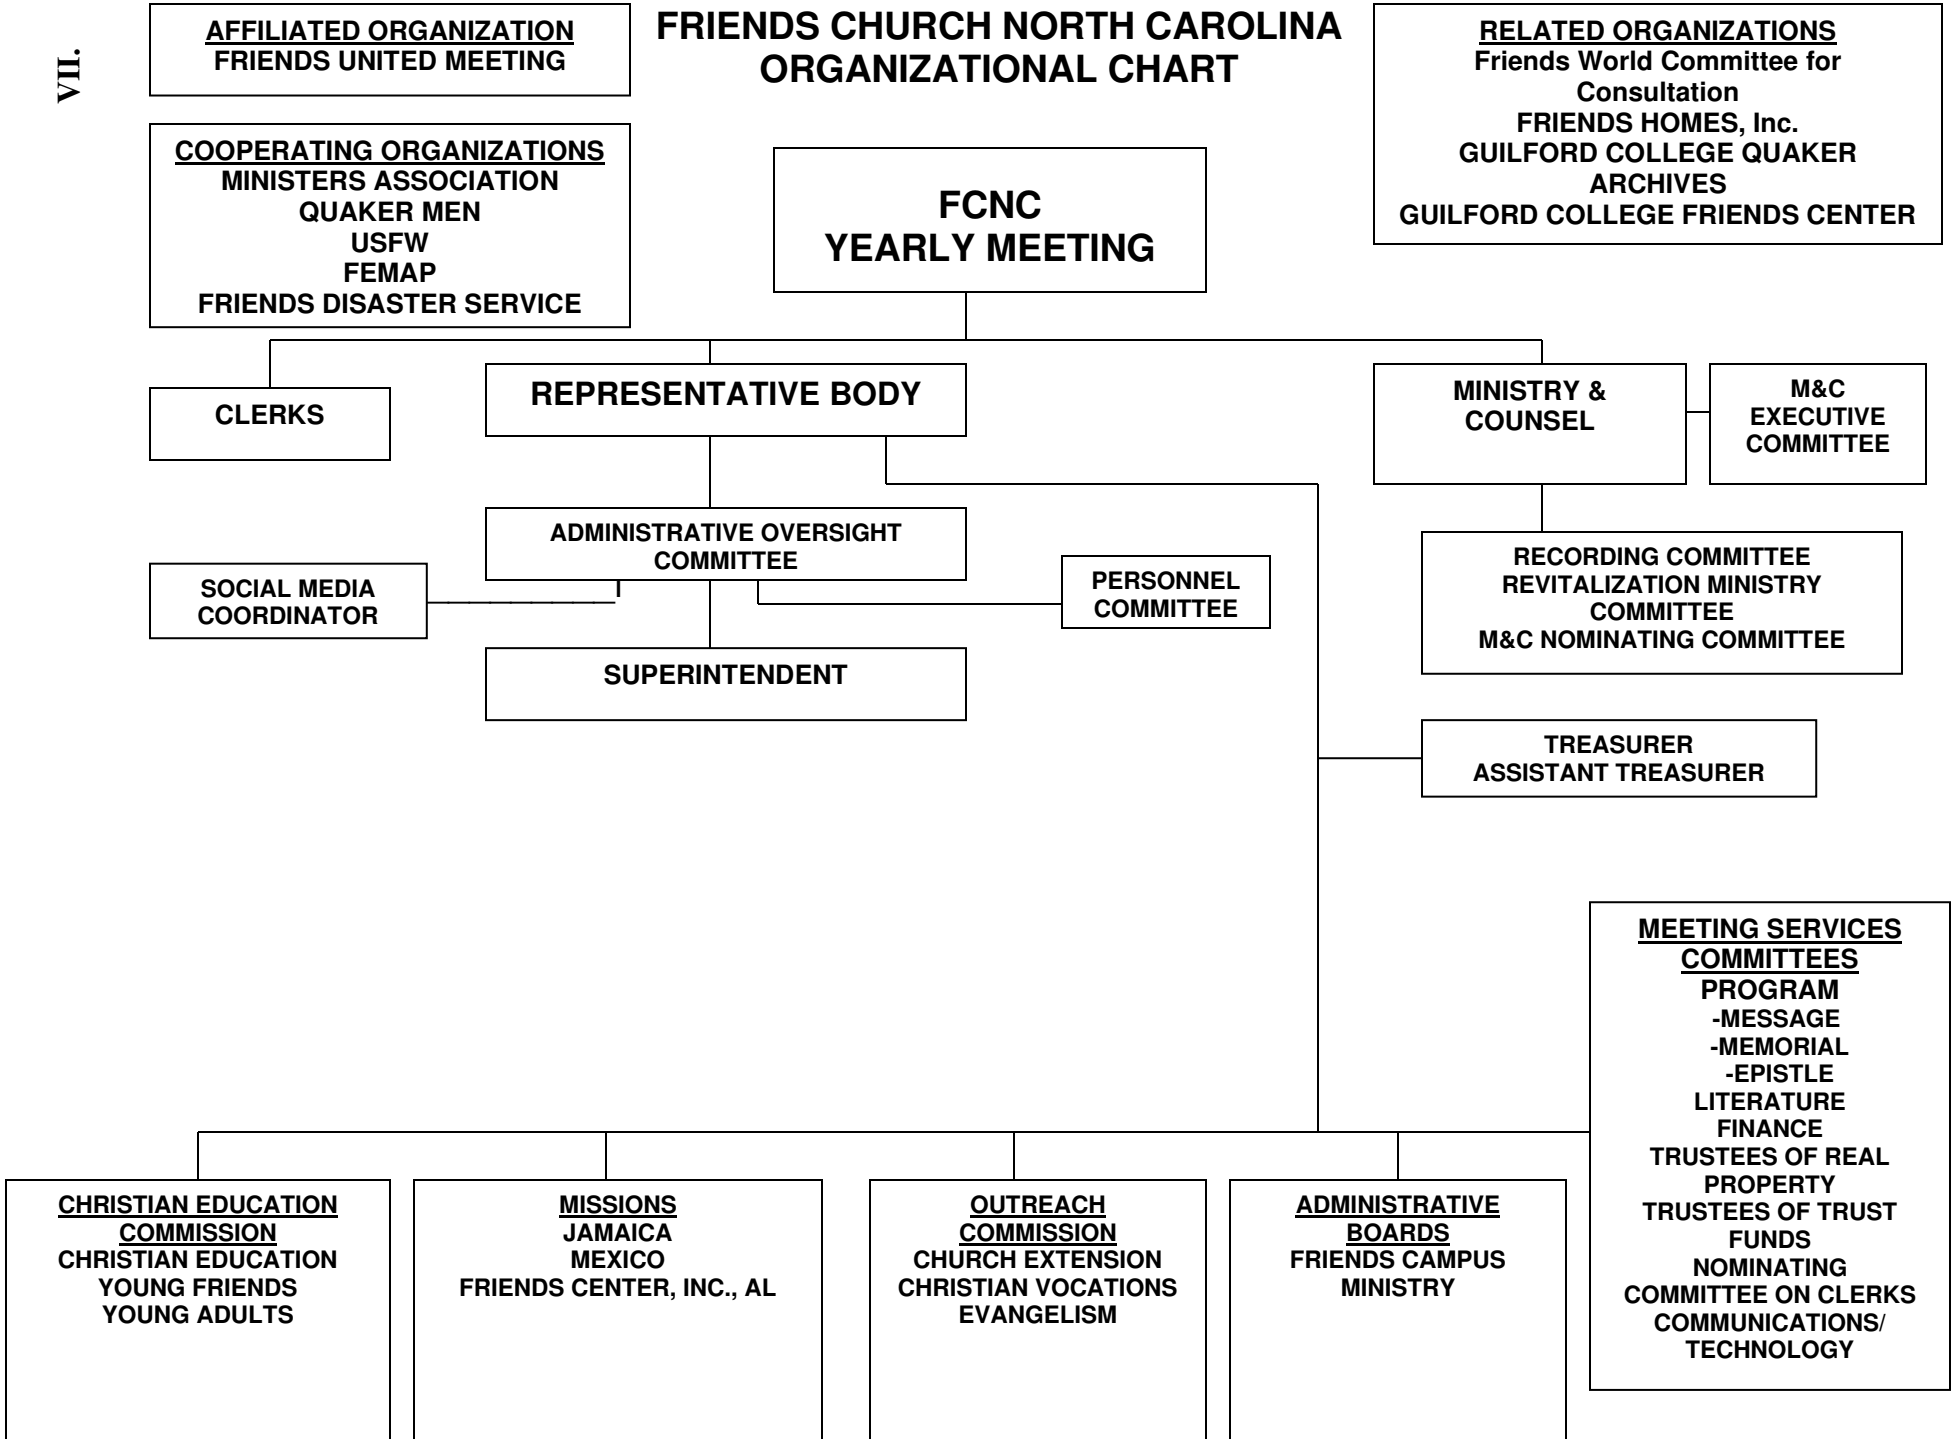 VII.
AFFILIATED ORGANIZATION
FRIENDS UNITED MEETING
FRIENDS CHURCH NORTH CAROLINA
ORGANIZATIONAL CHART
RELATED ORGANIZATIONS
Friends World Committee for
Consultation
FRIENDS HOMES, Inc.
GUILFORD COLLEGE QUAKER
ARCHIVES
GUILFORD COLLEGE FRIENDS CENTER
COOPERATING ORGANIZATIONS
MINISTERS ASSOCIATION
QUAKER MEN
USFW
FEMAP
FRIENDS DISASTER SERVICE
FCNC
YEARLY MEETING
CLERKS
REPRESENTATIVE BODY
MINISTRY &
COUNSEL
M&C
EXECUTIVE
COMMITTEE
ADMINISTRATIVE OVERSIGHT
COMMITTEE
SOCIAL MEDIA
COORDINATOR
PERSONNEL
COMMITTEE
RECORDING COMMITTEE
REVITALIZATION MINISTRY
COMMITTEE
M&C NOMINATING COMMITTEE
SUPERINTENDENT
TREASURER
ASSISTANT TREASURER
MEETING SERVICES
COMMITTEES
PROGRAM
-MESSAGE
-MEMORIAL
-EPISTLE
LITERATURE
FINANCE
TRUSTEES OF REAL
PROPERTY
TRUSTEES OF TRUST
FUNDS
NOMINATING
COMMITTEE ON CLERKS
COMMUNICATIONS/
TECHNOLOGY
CHRISTIAN EDUCATION
COMMISSION
CHRISTIAN EDUCATION
YOUNG FRIENDS
YOUNG ADULTS
MISSIONS
JAMAICA
MEXICO
FRIENDS CENTER, INC., AL
OUTREACH
COMMISSION
CHURCH EXTENSION
CHRISTIAN VOCATIONS
EVANGELISM
ADMINISTRATIVE
BOARDS
FRIENDS CAMPUS
MINISTRY